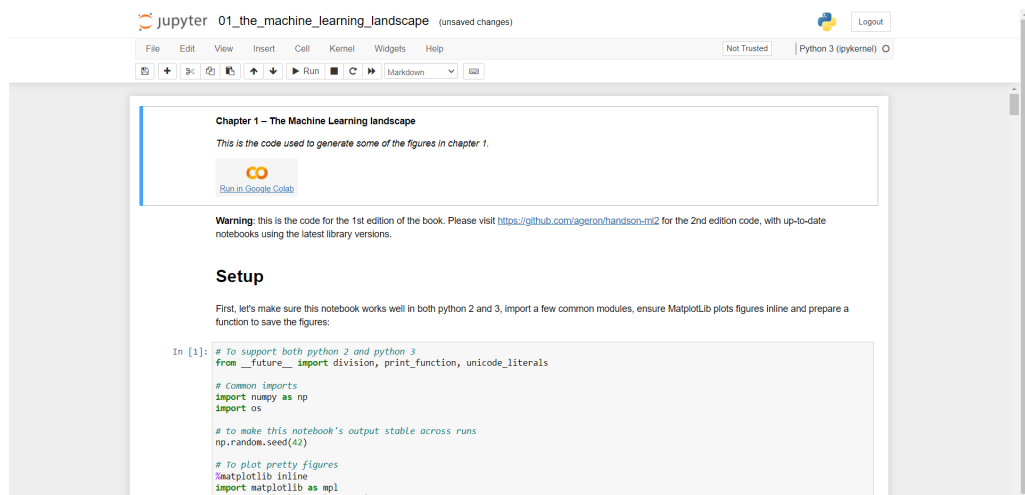 jupyter 01_the_machine_learning_landscape (unsaved changes)
Logout
File Edit View Insert Cell Kernel Widgets Help
Not Trusted
Python 3 (ipykernel)
Run
Markdown
Chapter 1 – The Machine Learning landscape
This is the code used to generate some of the figures in chapter 1.
Run in Google Colab
Warning: this is the code for the 1st edition of the book. Please visit https://github.com/ageron/handson-ml2 for the 2nd edition code, with up-to-date
notebooks using the latest library versions.
Setup
First, let's make sure this notebook works well in both python 2 and 3, import a few common modules, ensure MatplotLib plots figures inline and prepare a
function to save the figures:
In [1]: # To support both python 2 and python 3
from __future__ import division, print_function, unicode_literals
# Common imports
import numpy as np
import os
# to make this notebook's output stable across runs
np.random.seed(42)
# To plot pretty figures
%matplotlib inline
import matplotlib as mpl